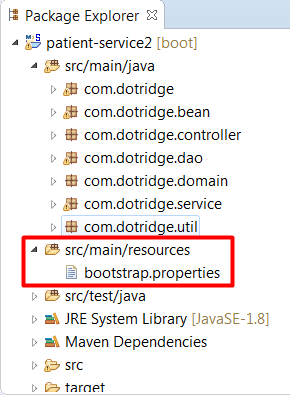 Package Explorer
patient-service2 [boot]
src/main/java
com.dotridge
com.dotridge.bean
com.dotridge.controller
com.dotridge.dao
com.dotridge.domain
com.dotridge.service
com.dotridge.util
src/main/resources
bootstrap.properties
src/test/java
JRE System Library [JavaSE-1.8]
Maven Dependencies
src
target